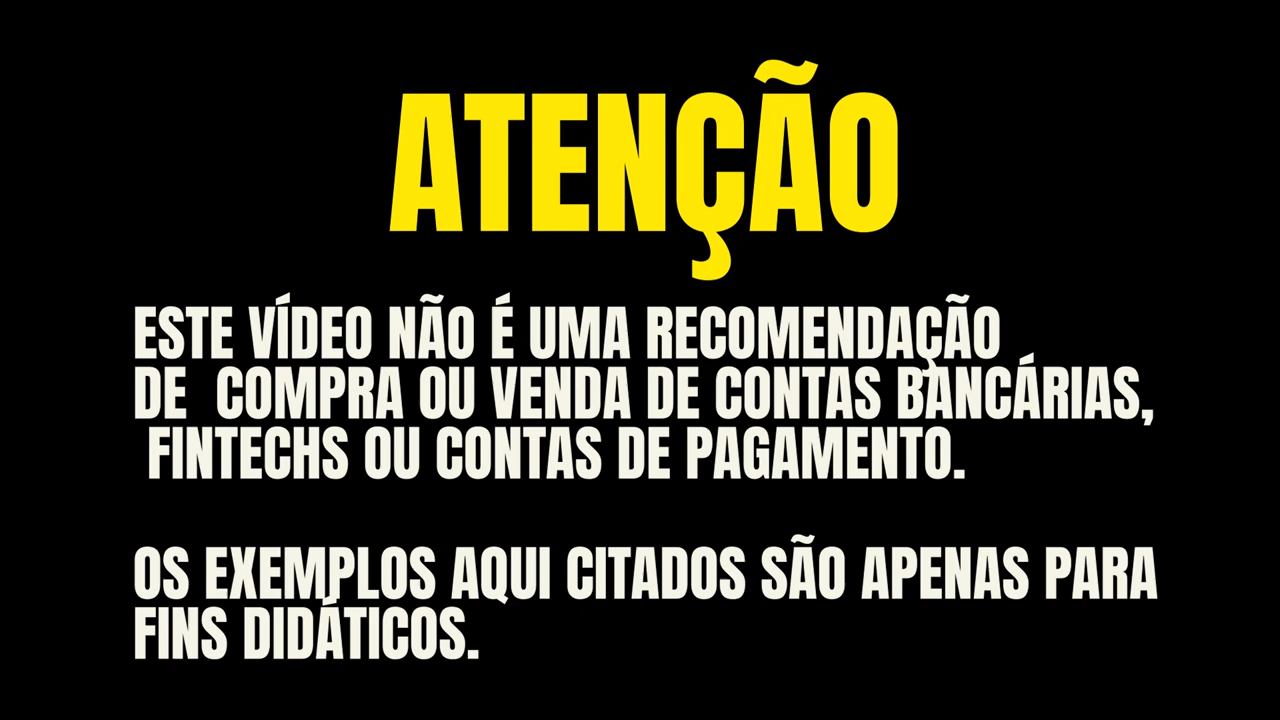 ATENÇÃO
ESTE VÍDEO NÃO É UMA RECOMENDAÇÃO
DE COMPRA OU VENDA DE CONTAS BANCÁRIAS,
FINTECHS OU CONTAS DE PAGAMENTO.
OS EXEMPLOS AQUI CITADOS SÃO APENAS PARA
FINS DIDÁTICOS.